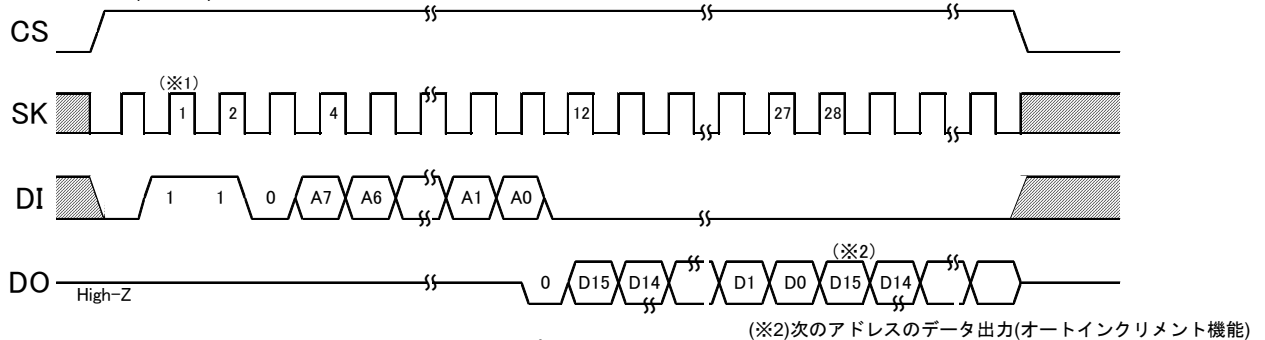 CS
(※1)
SK 1 2 4 12 27 28
DI 1 1 0 A7 A6 A1 A0
(※2)
DO High-Z 0 D15 D14 D1 D0 D15 D14
(※2)次のアドレスのデータ出力(オートインクリメント機能)